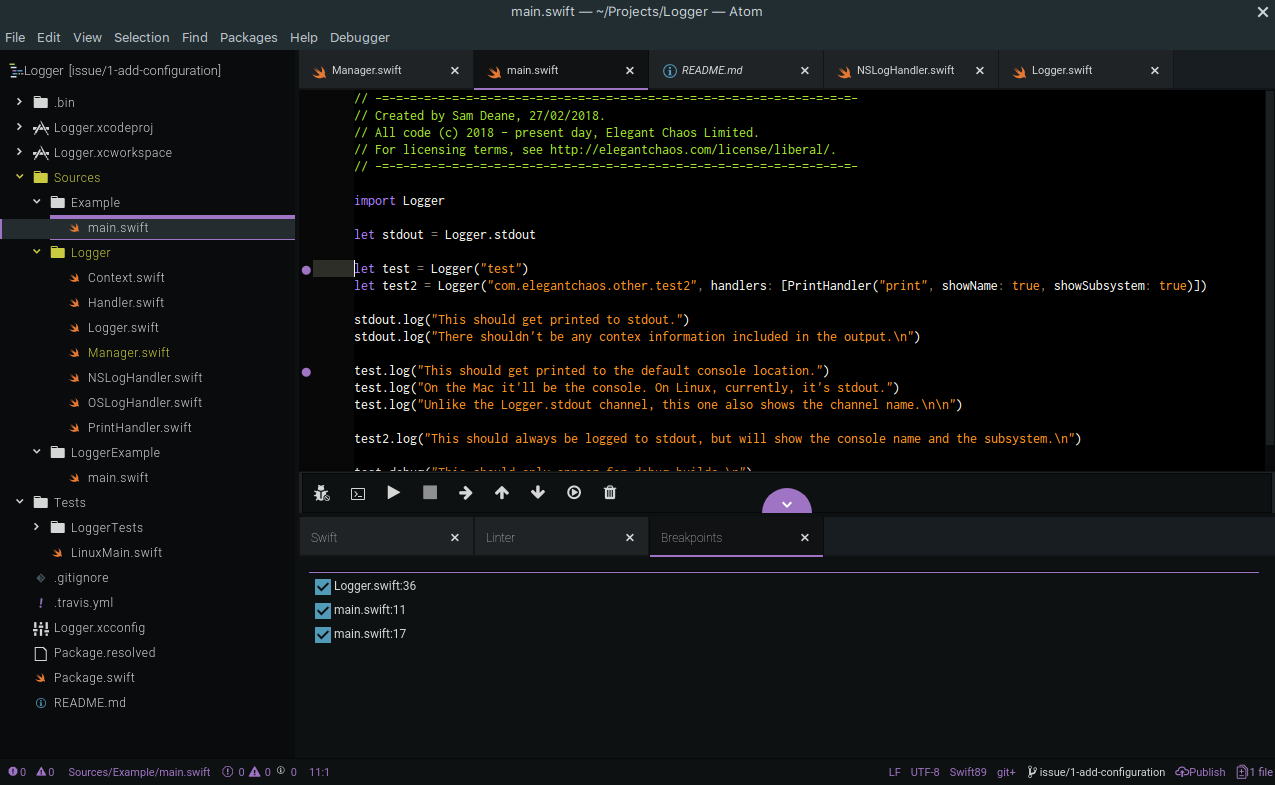 main.swift — ~/Projects/Logger — Atom
File Edit View Selection Find Packages Help Debugger
Logger [issue/1-add-configuration]
.bin
Logger.xcodeproj
Logger.xcworkspace
Sources
Example
main.swift
Logger
Context.swift
Handler.swift
Logger.swift
Manager.swift
NSLogHandler.swift
OSLogHandler.swift
PrintHandler.swift
LoggerExample
main.swift
Tests
LoggerTests
LinuxMain.swift
.gitignore
.travis.yml
Logger.xcconfig
Package.resolved
Package.swift
README.md
Manager.swift main.swift README.md NSLogHandler.swift Logger.swift
// -=-=-=-=-=-=-=-=-=-=-=-=-=-=-=-=-=-=-=-=-=-=-=-=-=-=-=-=-=-=-=-=-=-=-
// Created by Sam Deane, 27/02/2018.
// All code (c) 2018 - present day, Elegant Chaos Limited.
// For licensing terms, see http://elegantchaos.com/license/liberal/.
// -=-=-=-=-=-=-=-=-=-=-=-=-=-=-=-=-=-=-=-=-=-=-=-=-=-=-=-=-=-=-=-=-=-=-
import Logger
let stdout = Logger.stdout
let test = Logger("test")
let test2 = Logger("com.elegantchaos.other.test2", handlers: [PrintHandler("print", showName: true, showSubsystem: true)])
stdout.log("This should get printed to stdout.")
stdout.log("There shouldn't be any contex information included in the output.\n")
test.log("This should get printed to the default console location.")
test.log("On the Mac it'll be the console. On Linux, currently, it's stdout.")
test.log("Unlike the Logger.stdout channel, this one also shows the channel name.\n\n")
test2.log("This should always be logged to stdout, but will show the console name and the subsystem.\n")
test.debug("This should only appear for debug builds.\n")
Swift Linter Breakpoints
Logger.swift:36
main.swift:11
main.swift:17
0 0 Sources/Example/main.swift 0 0 0 11:1 LF UTF-8 Swift89 git+ issue/1-add-configuration Publish 1 file